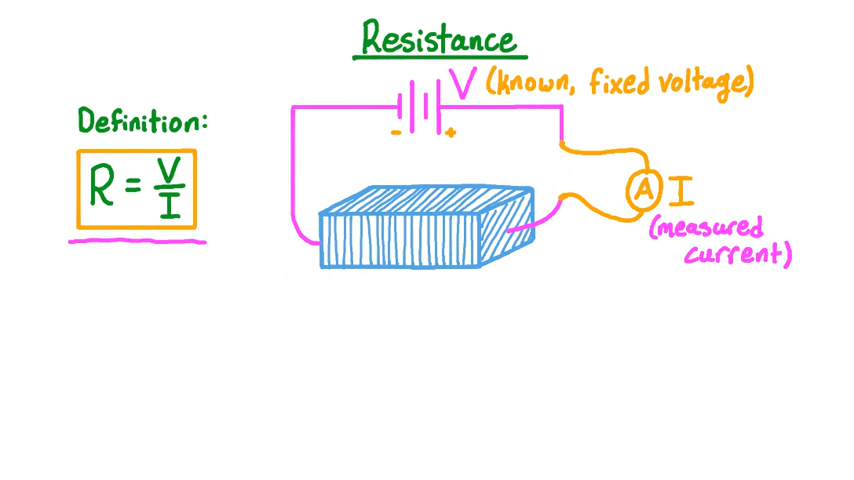 Resistance
V (known, fixed voltage)
Definition:
- +
R = V/I
A I
(measured
current)